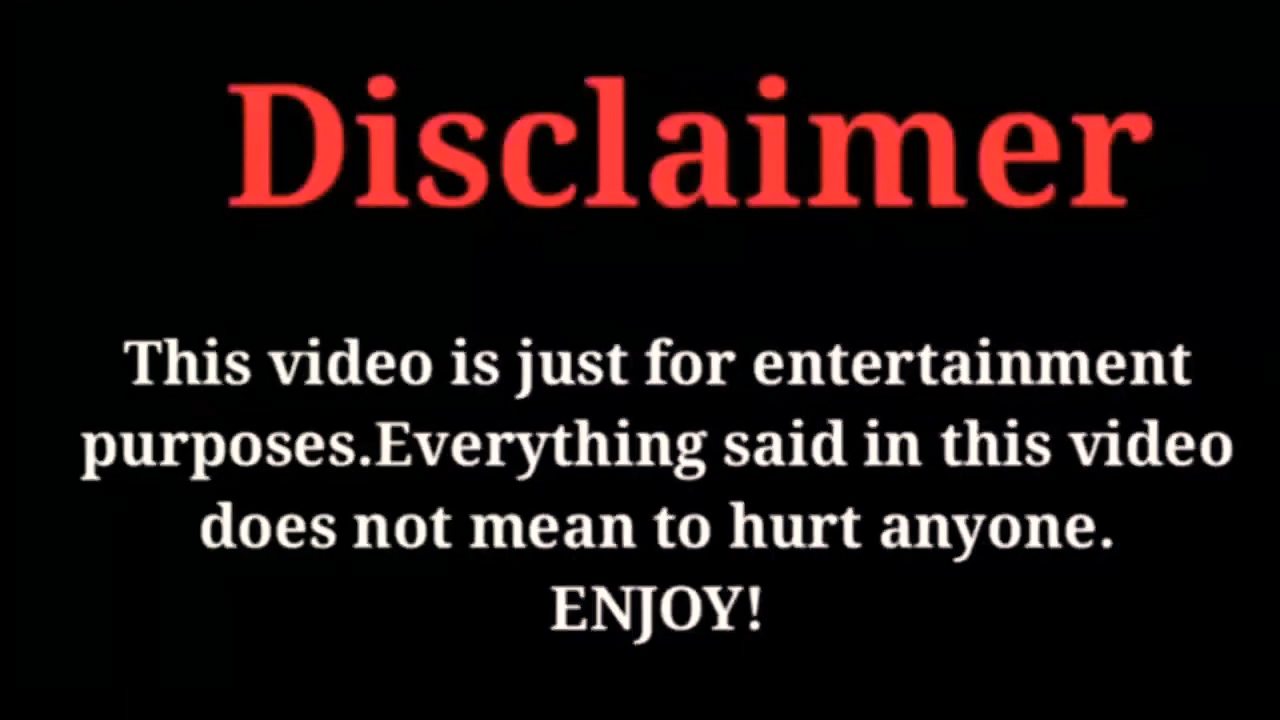 Disclaimer
This video is just for entertainment
purposes.Everything said in this video
does not mean to hurt anyone.
ENJOY!